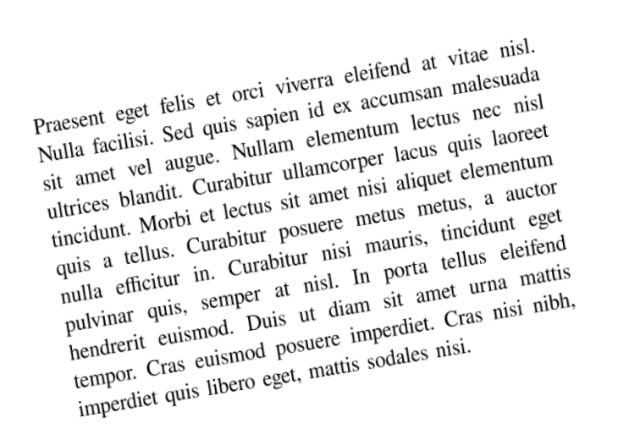 Praesent eget felis et orci viverra eleifend at vitae nisl.
Nulla facilisi. Sed quis sapien id ex accumsan malesuada
sit amet vel augue. Nullam elementum lectus nec nisl
ultrices blandit. Curabitur ullamcorper lacus quis laoreet
tincidunt. Morbi et lectus sit amet nisi aliquet elementum
quis a tellus. Curabitur posuere metus metus, a auctor
nulla efficitur in. Curabitur nisi mauris, tincidunt eget
pulvinar quis, semper at nisl. In porta tellus eleifend
hendrerit euismod. Duis ut diam sit amet urna mattis
tempor. Cras euismod posuere imperdiet. Cras nisi nibh,
imperdiet quis libero eget, mattis sodales nisi.